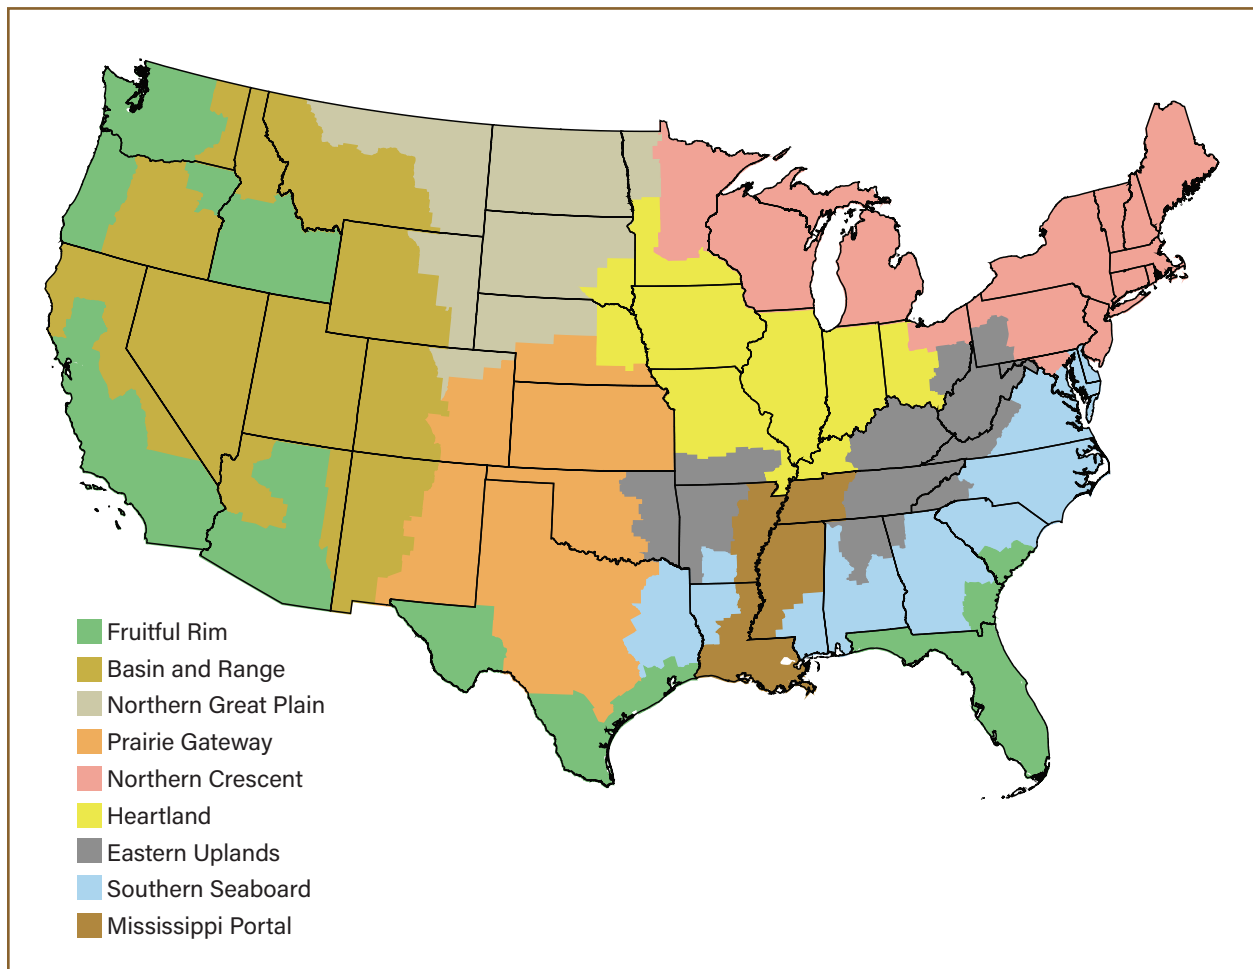 Fruitful Rim
Basin and Range
Northern Great Plain
Prairie Gateway
Northern Crescent
Heartland
Eastern Uplands
Southern Seaboard
Mississippi Portal